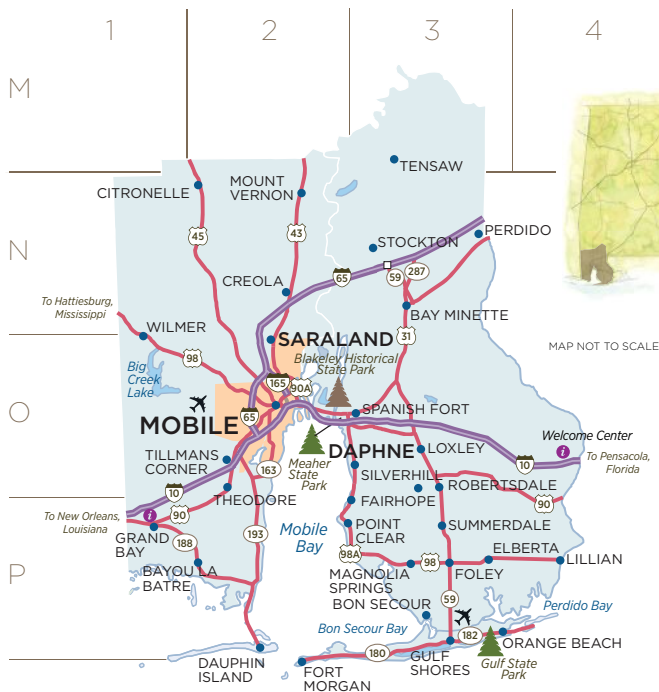 1
2
3
4
M
TENSAW
CITRONELLE
MOUNT
VERNON
N
45
43
STOCKTON
PERDIDO
65
59
287
CREOLA
To Hattiesburg,
Mississippi
BAY MINETTE
WILMER
31
SARALAND
MAP NOT TO SCALE
98
Blakeley Historical
State Park
Big
Creek
Lake
165
90A
O
MOBILE
65
SPANISH FORT
Welcome Center
i
TILLMANS
CORNER
163
Meaher
State
Park
DAPHNE
LOXLEY
10
To Pensacola,
Florida
SILVERHILL
ROBERTSDALE
10
THEODORE
FAIRHOPE
90
To New Orleans,
Louisiana
i
90
GRAND
BAY
188
193
Mobile
Bay
POINT
CLEAR
SUMMERDALE
98A
98
ELBERTA
LILLIAN
P
BAYOU LA
BATRE
MAGNOLIA
SPRINGS
FOLEY
BON SECOUR
59
Perdido Bay
Bon Secour Bay
182
ORANGE BEACH
DAUPHIN
ISLAND
180
GULF
SHORES
Gulf State
Park
FORT
MORGAN